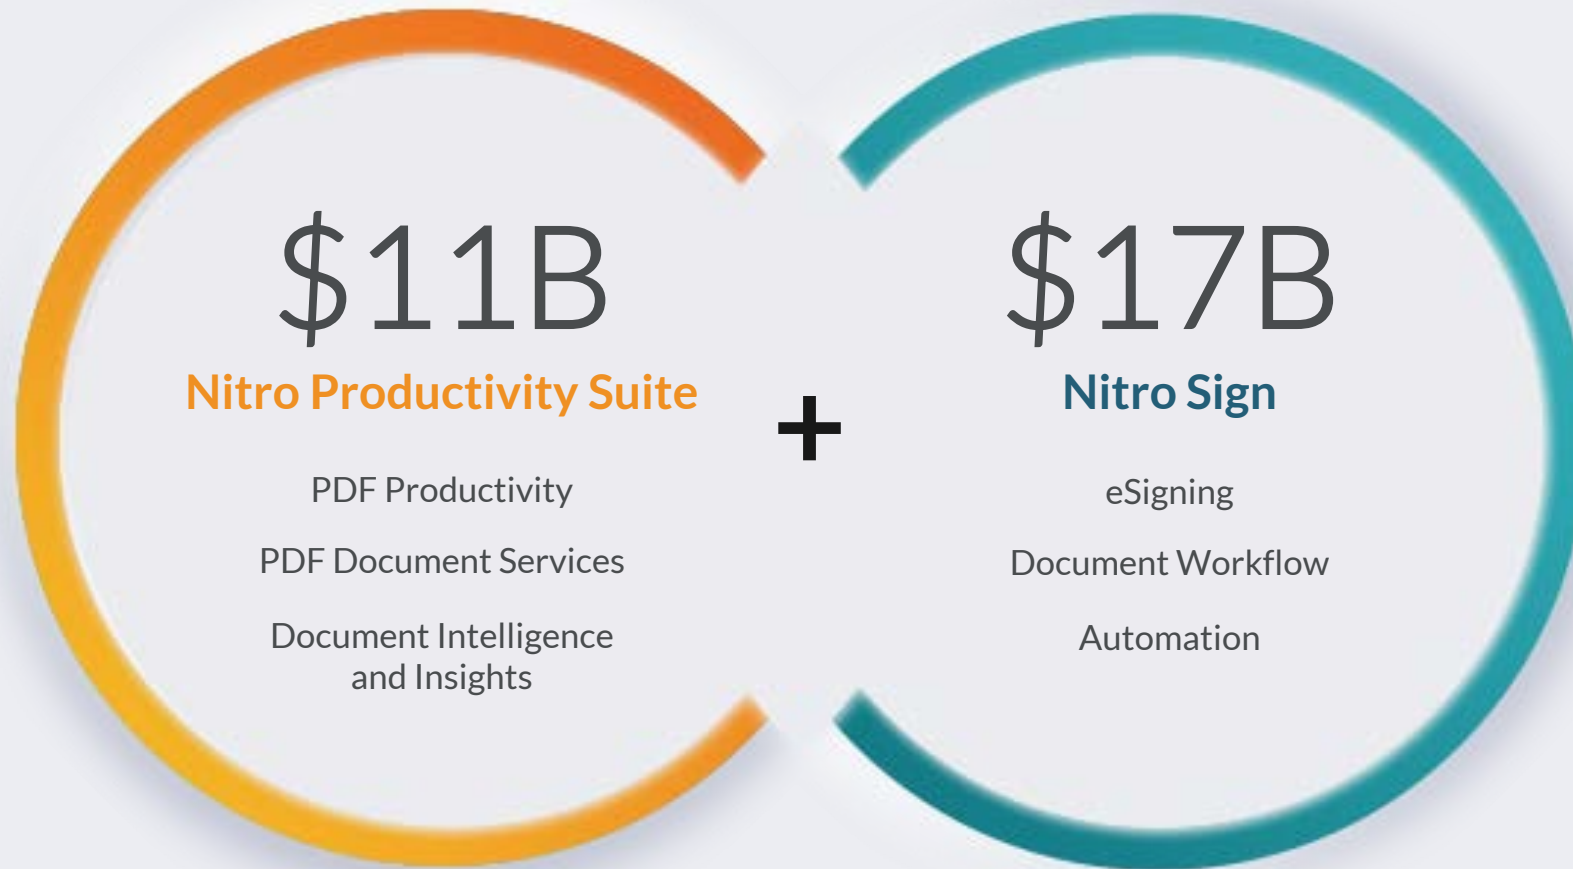 $11B
Nitro Productivity Suite
PDF Productivity
PDF Document Services
Document Intelligence
and Insights
+
$17B
Nitro Sign
eSigning
Document Workflow
Automation